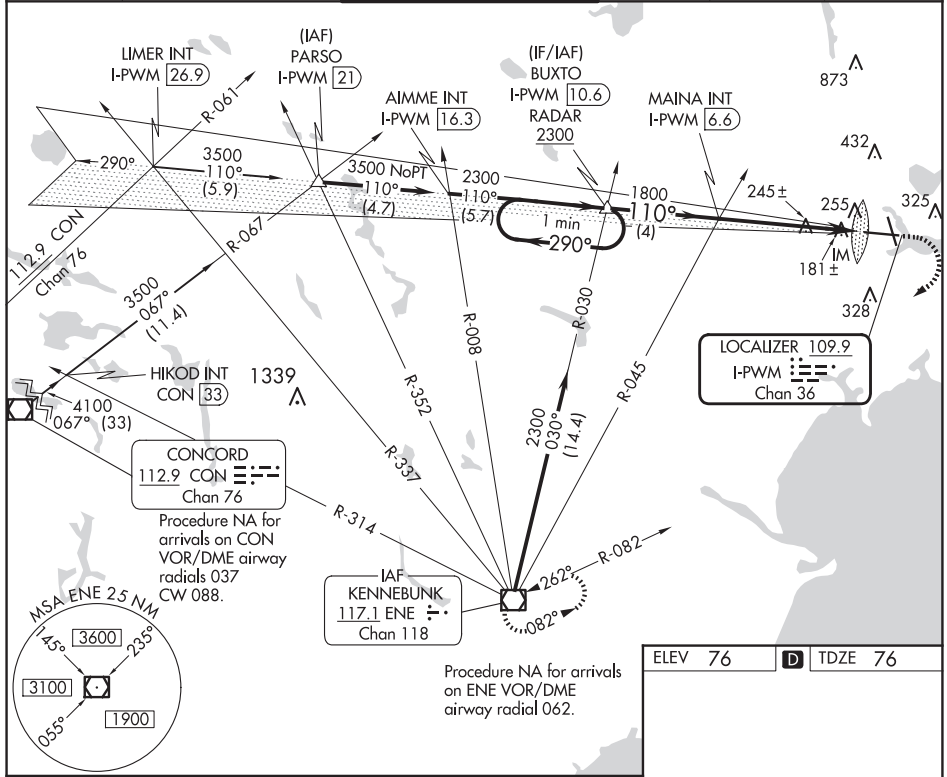 LIMER INT
I-PWM 26.9
(IAF)
PARSO
I-PWM 21
AIMME INT
I-PWM 16.3
(IF/IAF)
BUXTO
I-PWM 10.6
RADAR
2300
MAINA INT
I-PWM 6.6
873
432
325
255
245±
181±
IM
328
R-061
290°
3500
110°
(5.9)
3500 NoPT
110°
(4.7)
2300
110°
(5.7)
1800
110°
(4)
1 min
290°
R-067
112.9 CON
Chan 76
3500
067°
(11.4)
R-008
R-030
R-045
R-352
R-337
R-314
LOCALIZER 109.9
I-PWM
Chan 36
HIKOD INT
CON 33
1339
4100
067° (33)
2300
030°
(14.4)
CONCORD
112.9 CON
Chan 76
Procedure NA for
arrivals on CON
VOR/DME airway
radials 037
CW 088.
IAF
KENNEBUNK
117.1 ENE
Chan 118
R-082
262°
082°
MSA ENE 25 NM
3600
145°
235°
3100
055°
1900
Procedure NA for arrivals
on ENE VOR/DME
airway radial 062.
ELEV 76
D
TDZE 76